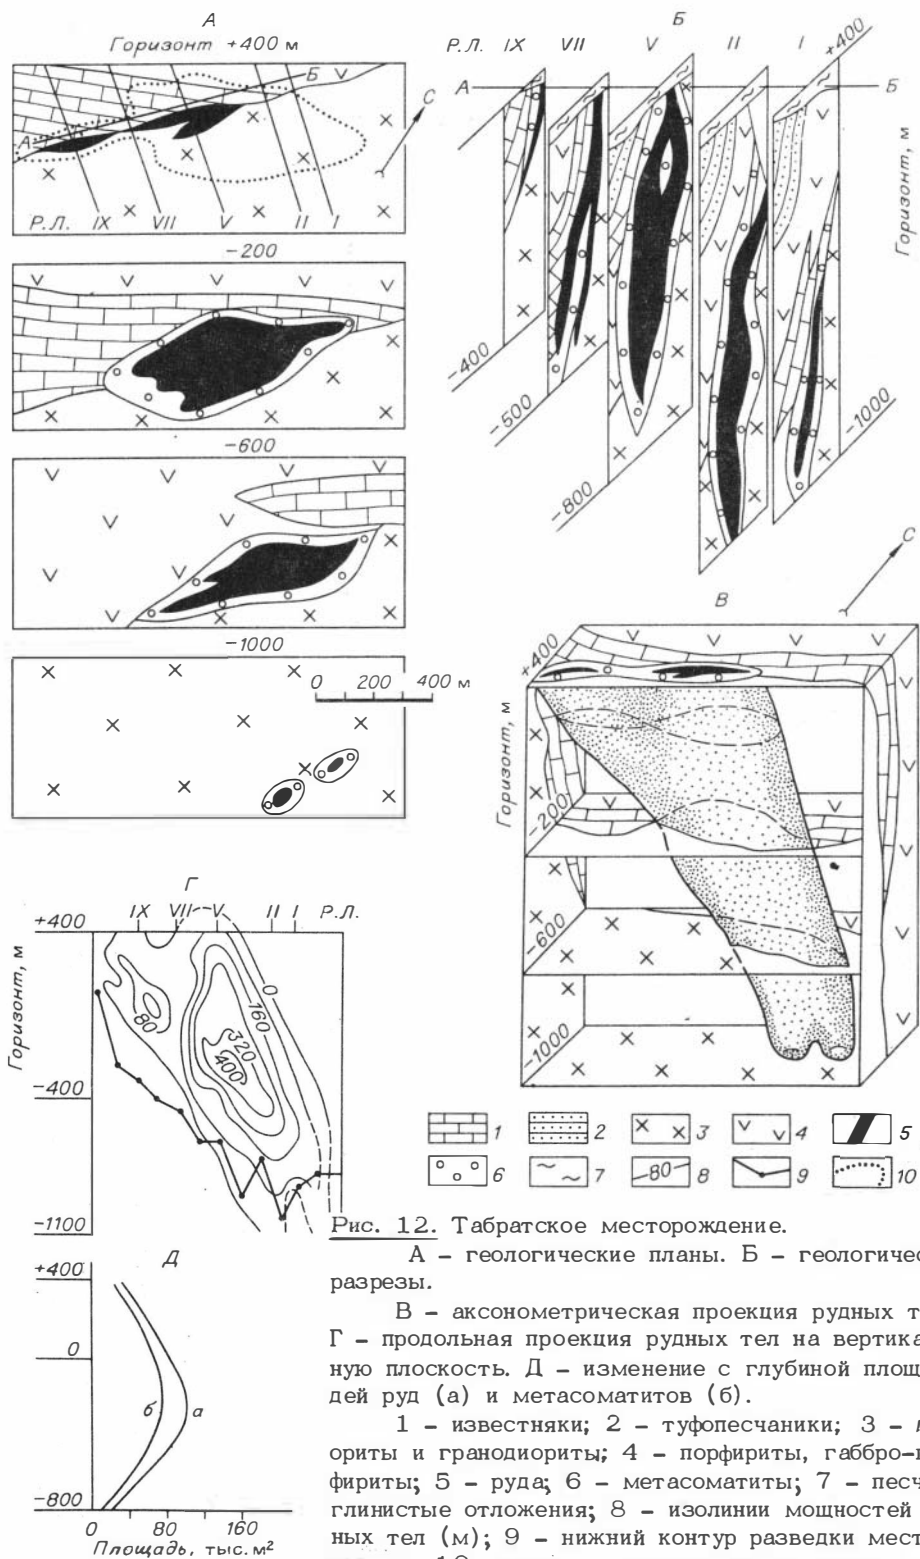 А
Горизонт +400 м
Б
А
С
Р.Л. IX VII V II I
-200
-600
-1000
0 200 400 м
Б
Р.Л. IX VII V II I +400
А
Б
Горизонт, м
-400
-500
-800
-1000
С
В
+400
Горизонт, м
-200
-600
-1000
Г
IX VII V II I Р.Л.
+400
Горизонт, м
-400
-1100
80
0
160
320
400
Д
+400
0
-800
б а
0 80 160
Площадь, тыс. м²
1 2 3 4 5
6 7 -80- 8 9 10
Рис. 12. Табратское месторождение.
А - геологические планы. Б - геологичес
разрезы.
В - аксонометрическая проекция рудных т
Г - продольная проекция рудных тел на вертика
ную плоскость. Д - изменение с глубиной площа
дей руд (а) и метасоматитов (б).
1 - известняки; 2 - туфопесчаники; 3 -
ориты и гранодиориты; 4 - порфириты, габбро-
фириты; 5 - руда; 6 - метасоматиты; 7 - песч
глинистые отложения; 8 - изолинии мощностей
ных тел (м); 9 - нижний контур разведки мест